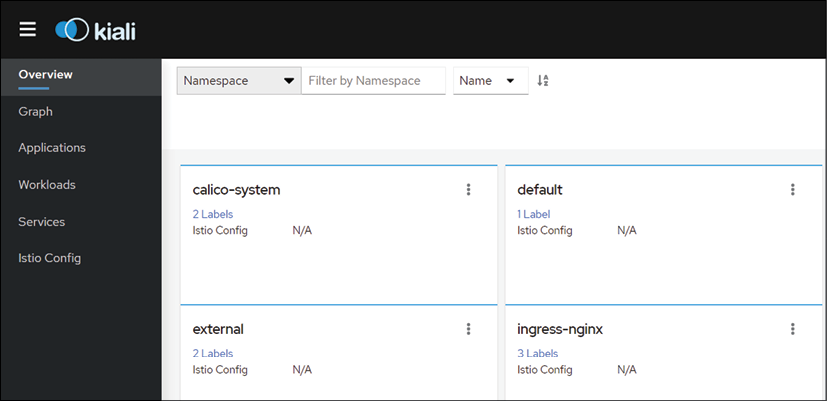 kiali
Overview
Graph
Applications
Workloads
Services
Istio Config
Namespace Filter by Namespace Name
calico-system
2 Labels
Istio Config N/A
default
1 Label
Istio Config N/A
external
2 Labels
Istio Config N/A
ingress-nginx
3 Labels
Istio Config N/A